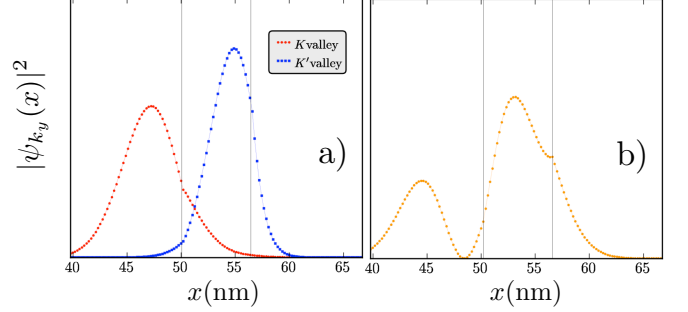 |ψ_{k_y}(x)|²
K valley
K′ valley
a)
b)
40 45 50 55 60 65
40 45 50 55 60 65
x(nm)
x(nm)